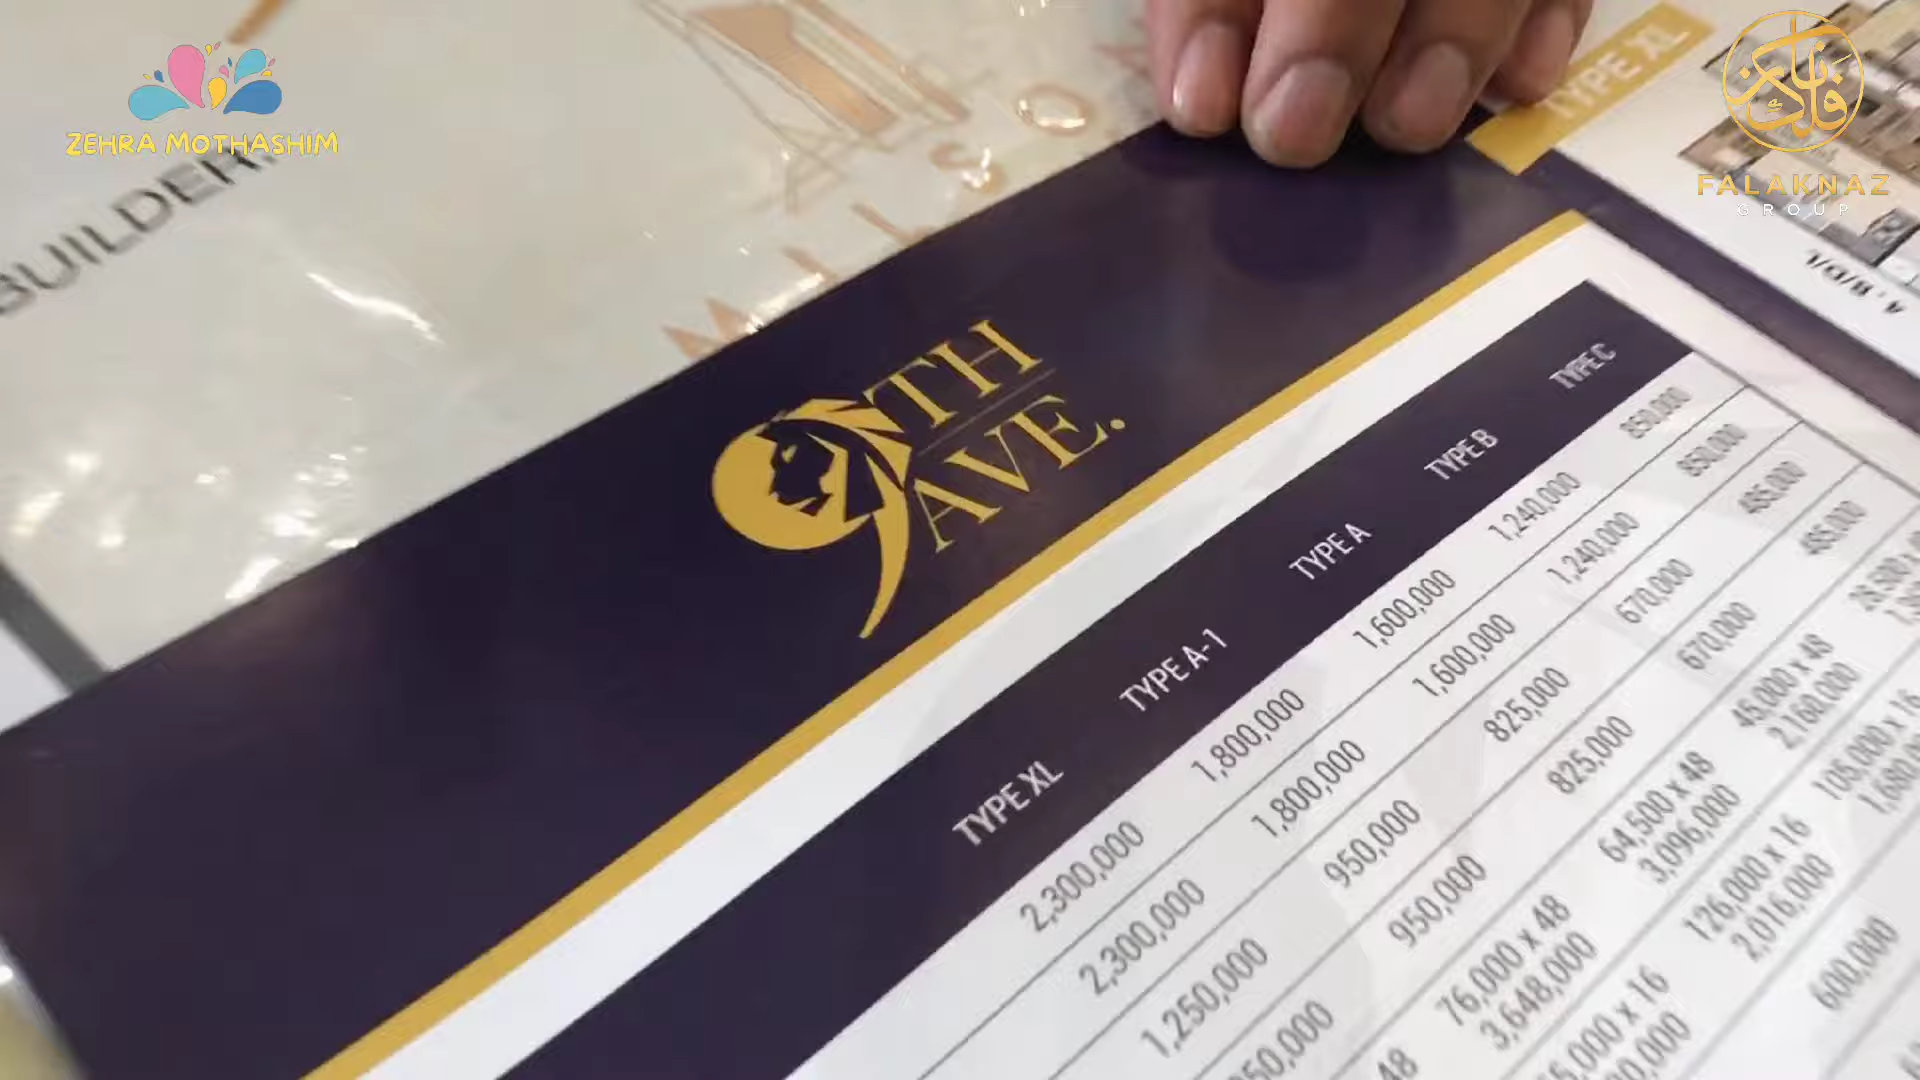 ZEHRA MOTHASHIM
TYPE XL
فلك ناز
FALAKNAZ
GROUP
A, B/D/L
9TH
AVE.
TYPE XL TYPE A-1 TYPE A TYPE B TYPE C
2,300,000 1,800,000 1,600,000 1,240,000 850,000
2,300,000 1,800,000 1,600,000 1,240,000 850,000
1,250,000 950,000 825,000 670,000 485,000
950,000 825,000 670,000 485,000
76,000 x 48 64,500 x 48 45,000 x 48
3,648,000 3,096,000 2,160,000
126,000 x 16 105,000 x 16
2,016,000
600,000